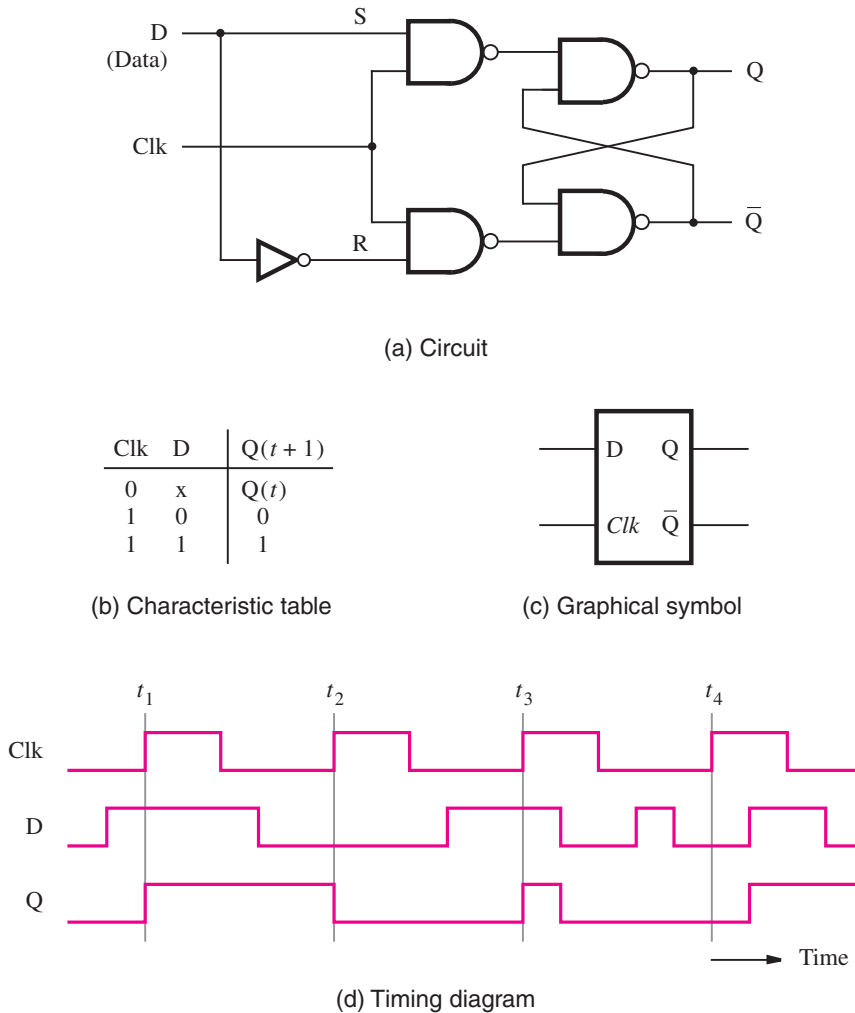 D
(Data)
S
Clk
R
Q
Q̅
(a) Circuit
Clk D Q(t + 1)
0 x Q(t)
1 0 0
1 1 1
(b) Characteristic table
D Q
Clk Q̅
(c) Graphical symbol
t1 t2 t3 t4
Clk
D
Q
Time
(d) Timing diagram